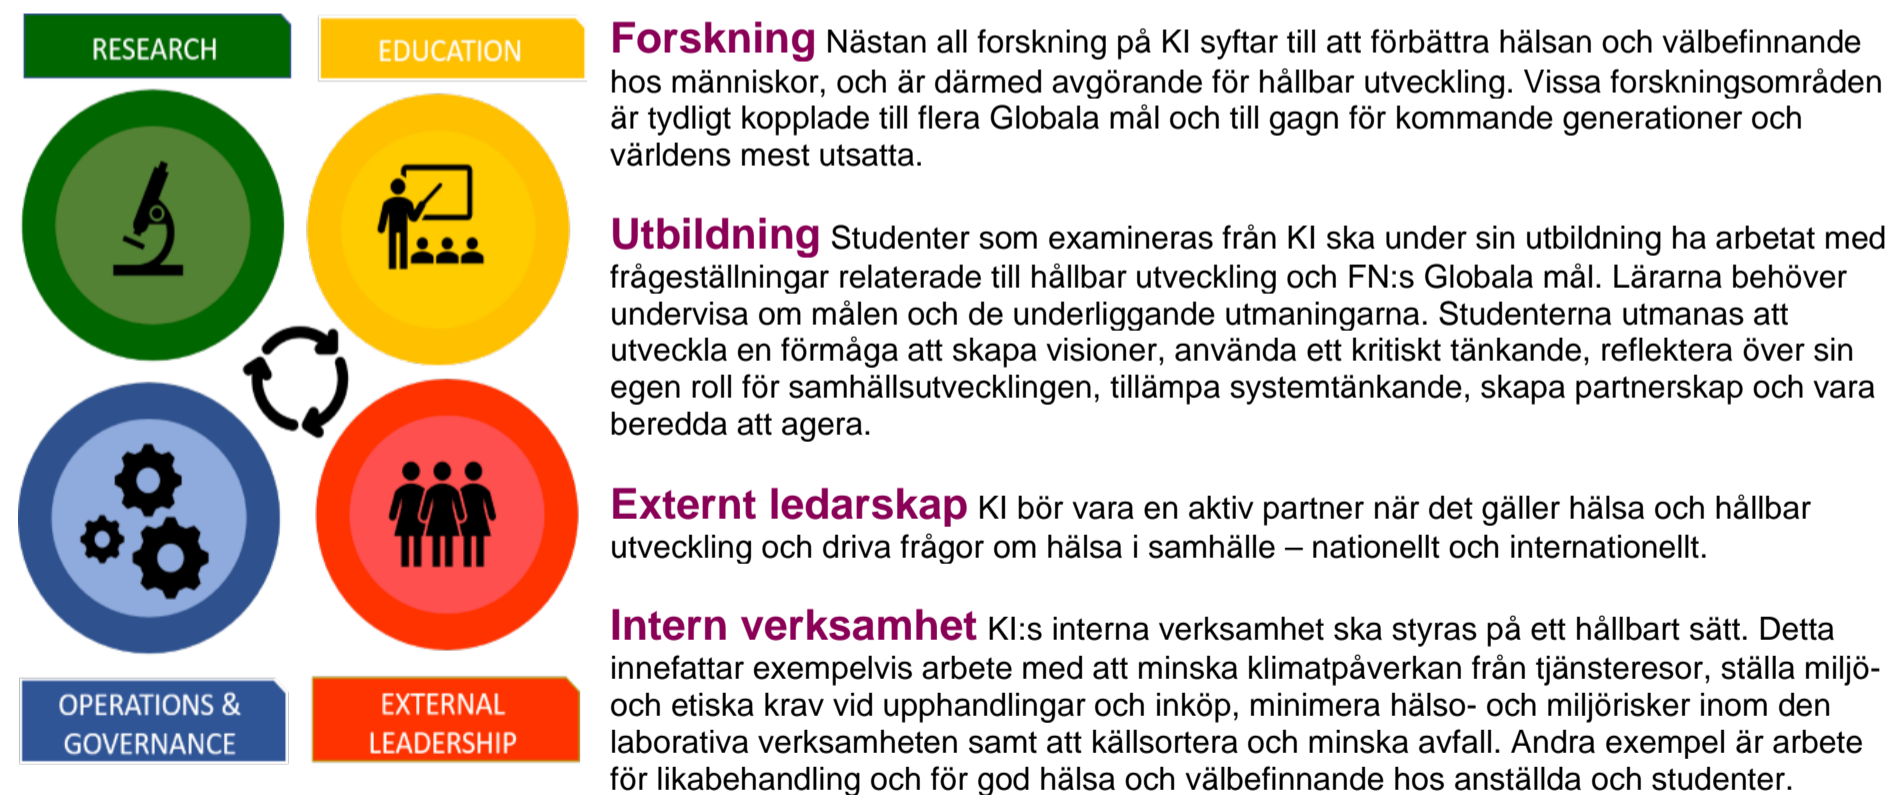 RESEARCH
EDUCATION
OPERATIONS &
GOVERNANCE
EXTERNAL
LEADERSHIP
Forskning Nästan all forskning på KI syftar till att förbättra hälsan och välbefinnande
hos människor, och är därmed avgörande för hållbar utveckling. Vissa forskningsområden
är tydligt kopplade till flera Globala mål och till gagn för kommande generationer och
världens mest utsatta.
Utbildning Studenter som examineras från KI ska under sin utbildning ha arbetat med
frågeställningar relaterade till hållbar utveckling och FN:s Globala mål. Lärarna behöver
undervisa om målen och de underliggande utmaningarna. Studenterna utmanas att
utveckla en förmåga att skapa visioner, använda ett kritiskt tänkande, reflektera över sin
egen roll för samhällsutvecklingen, tillämpa systemtänkande, skapa partnerskap och vara
beredda att agera.
Externt ledarskap KI bör vara en aktiv partner när det gäller hälsa och hållbar
utveckling och driva frågor om hälsa i samhälle – nationellt och internationellt.
Intern verksamhet KI:s interna verksamhet ska styras på ett hållbart sätt. Detta
innefattar exempelvis arbete med att minska klimatpåverkan från tjänsteresor, ställa miljö-
och etiska krav vid upphandlingar och inköp, minimera hälso- och miljörisker inom den
laborativa verksamheten samt att källsortera och minska avfall. Andra exempel är arbete
för likabehandling och för god hälsa och välbefinnande hos anställda och studenter.